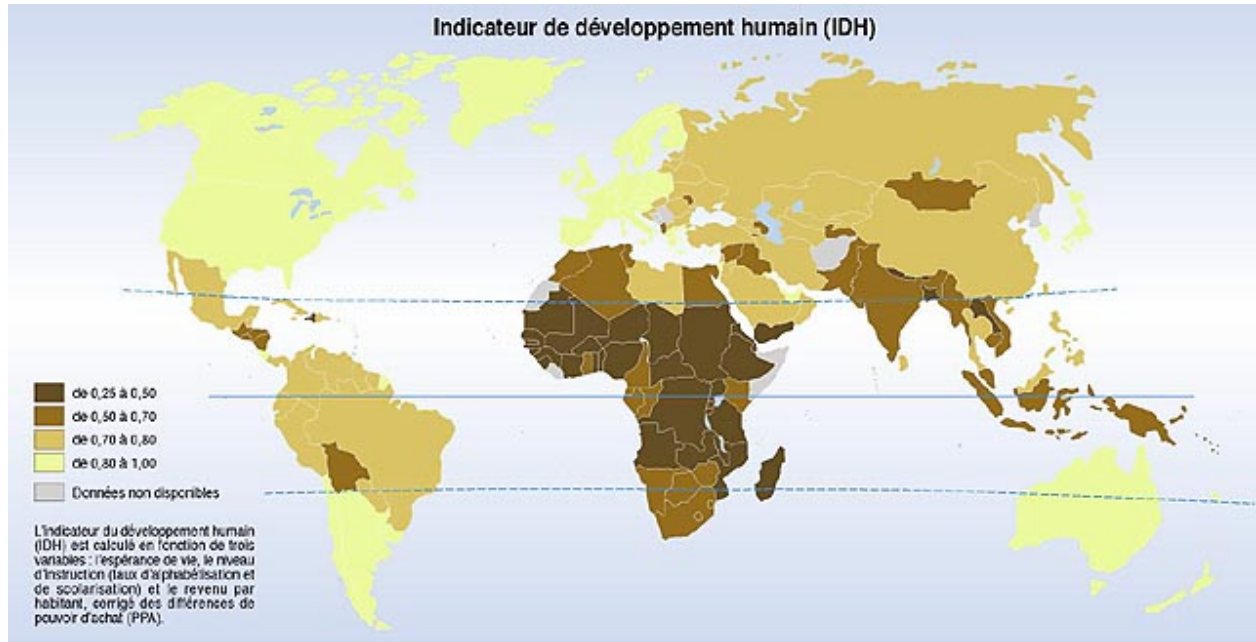 Indicateur de développement humain (IDH)
de 0,25 à 0,50
de 0,50 à 0,70
de 0,70 à 0,80
de 0,80 à 1,00
Données non disponibles
L'indicateur du développement humain
(IDH) est calculé en fonction de trois
variables : l'espérance de vie, le niveau
d'instruction (taux d'alphabétisation et
de scolarisation) et le revenu par
habitant, corrigé des différences de
pouvoir d'achat (PPA).